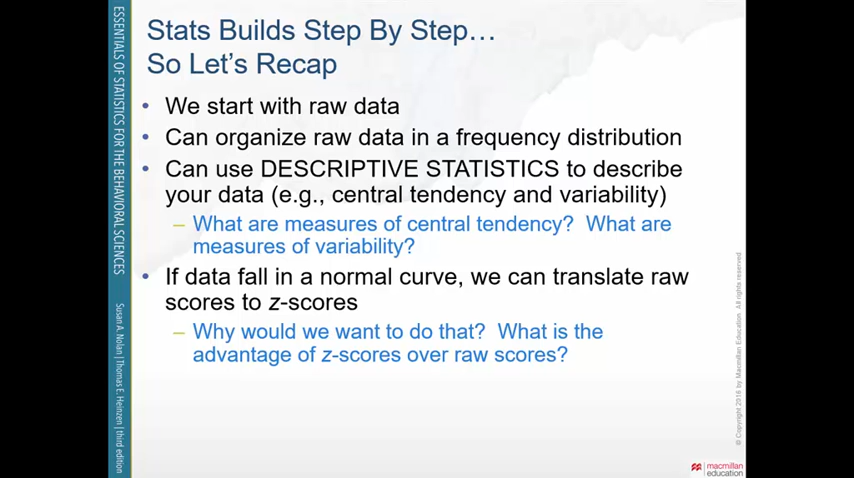 Stats Builds Step By Step…
So Let's Recap
• We start with raw data
• Can organize raw data in a frequency distribution
• Can use DESCRIPTIVE STATISTICS to describe
your data (e.g., central tendency and variability)
– What are measures of central tendency? What are
measures of variability?
• If data fall in a normal curve, we can translate raw
scores to z-scores
– Why would we want to do that? What is the
advantage of z-scores over raw scores?
ESSENTIALS OF STATISTICS FOR THE BEHAVIORAL SCIENCES
Susan A. Nolan | Thomas E. Heinzen | third edition
© Copyright 2016 by Macmillan Education. All rights reserved
macmillan
education